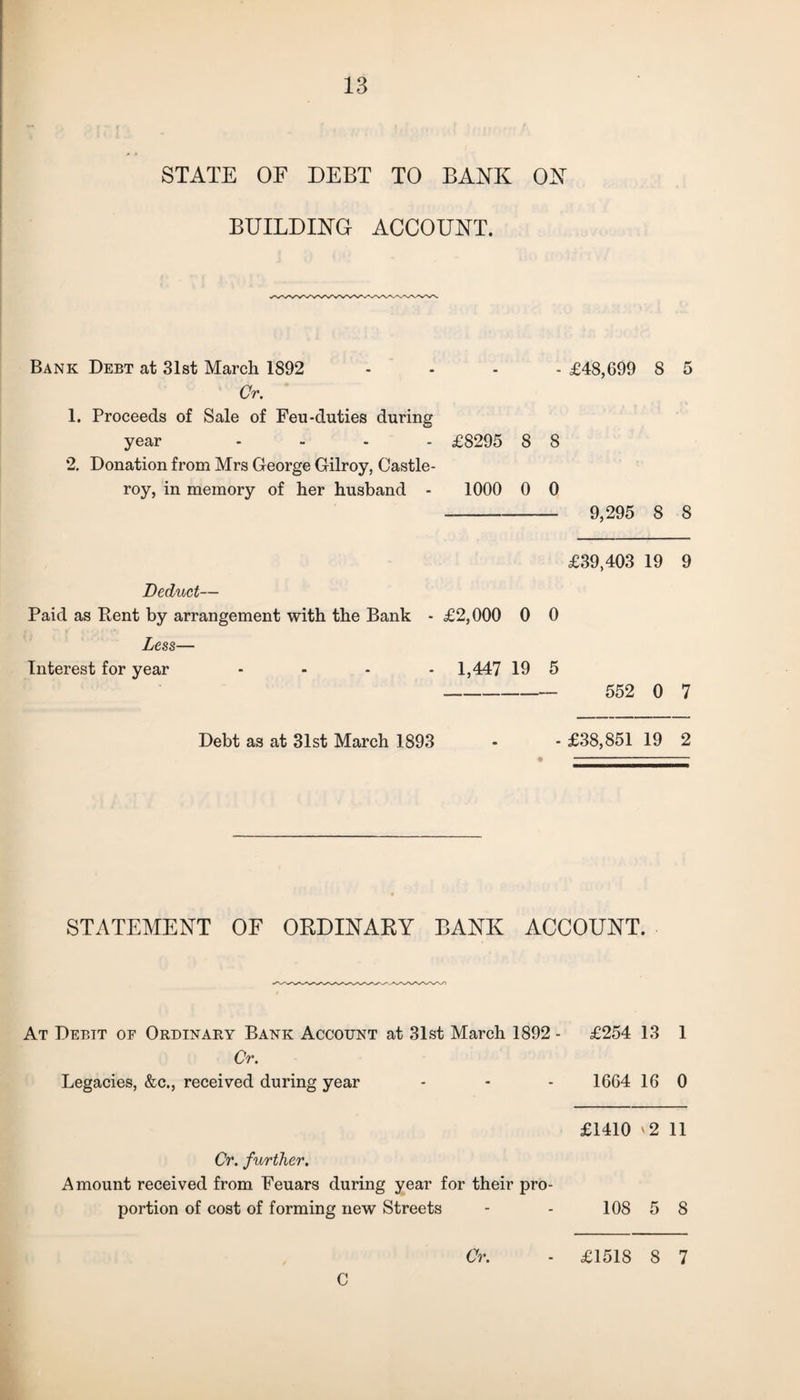 13
STATE OF DEBT TO BANK ON
BUILDING ACCOUNT.
Bank Debt at 31st March 1892 - - - - £48,699 8 5
Cr.
1. Proceeds of Sale of Feu-duties during
year - - - - £8295 8 8
2. Donation from Mrs George Gilroy, Castle-
roy, in memory of her husband - 1000 0 0
9,295 8 8
£39,403 19 9
Deduct—
Paid as Rent by arrangement with the Bank - £2,000 0 0
Less—
Interest for year - - - - 1,447 19 5
552 0 7
Debt as at 31st March 1893 - - £38,851 19 2
STATEMENT OF ORDINARY BANK ACCOUNT.
At Debit of Ordinary Bank Account at 31st March 1892 - £254 13 1
Cr.
Legacies, &c., received during year - - - 1664 16 0
£1410 2 11
Cr. further.
Amount received from Feuars during year for their pro-
portion of cost of forming new Streets - - 108 5 8
Cr. - £1518 8 7
C